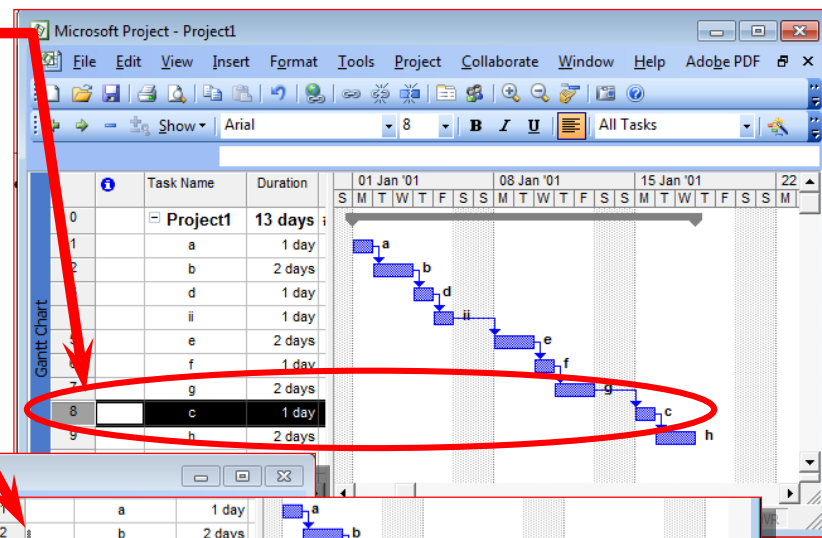 Microsoft Project - Project1
File Edit View Insert Format Tools Project Collaborate Window Help Adobe PDF
Show Arial 8 B I U All Tasks
Task Name Duration 01 Jan '01 08 Jan '01 15 Jan '01 22
S M T W T F S S M T W T F S S M T W T F S S M
0 Project1 13 days
1 a 1 day a
2 b 2 days b
d 1 day d
ii 1 day ii
5 e 2 days e
6 f 1 day f
7 g 2 days g
8 c 1 day c
9 h 2 days h
Gantt Chart
1 a 1 day a
2 b 2 days b